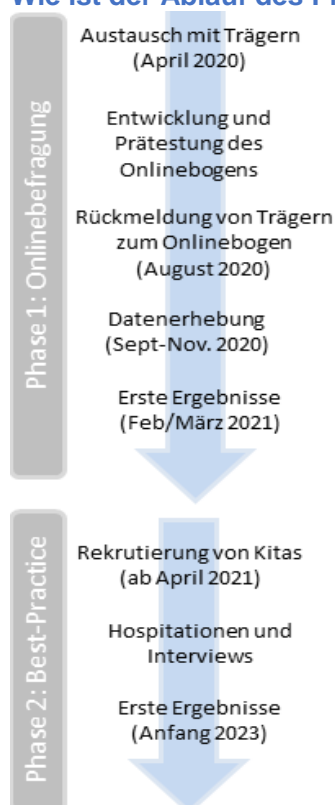 Wie ist der Ablauf des
Phase 1: Onlinebefragung
Austausch mit Trägern
(April 2020)
Entwicklung und
Prätestung des
Onlinebogens
Rückmeldung von Trägern
zum Onlinebogen
(August 2020)
Datenerhebung
(Sept-Nov. 2020)
Erste Ergebnisse
(Feb/März 2021)
Phase 2: Best-Practice
Rekrutierung von Kitas
(ab April 2021)
Hospitationen und
Interviews
Erste Ergebnisse
(Anfang 2023)